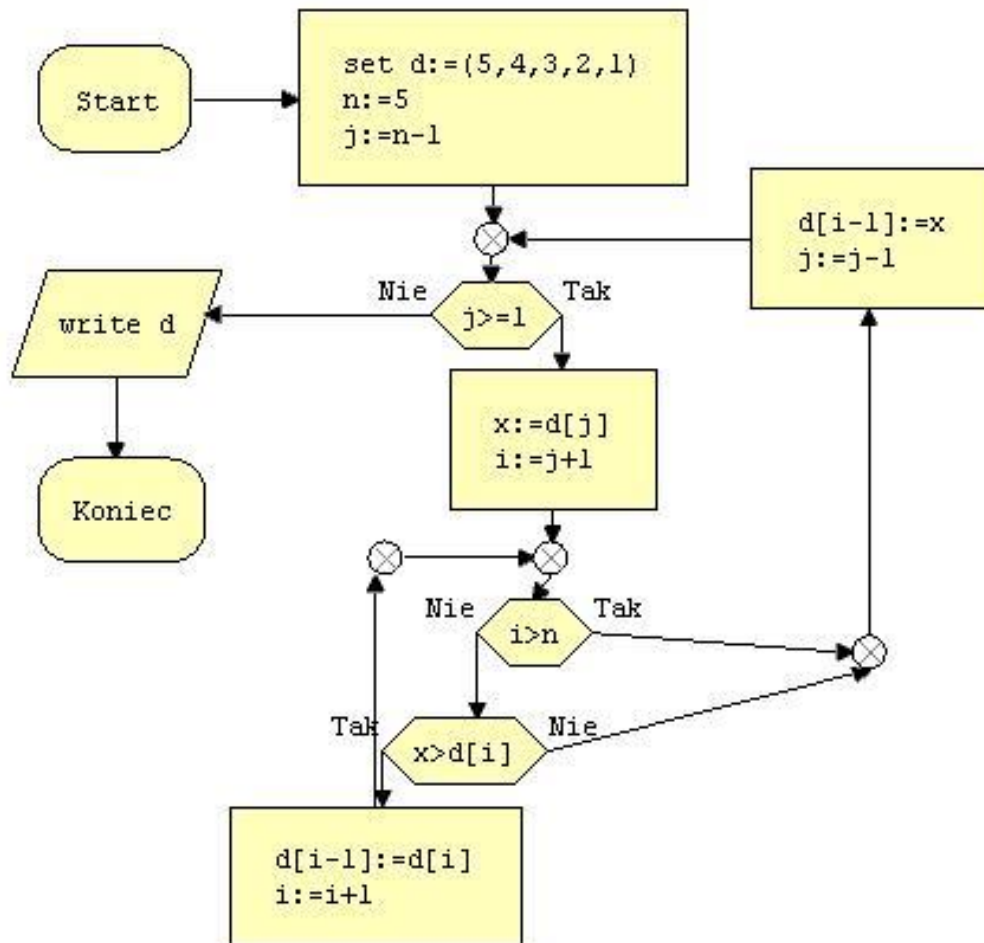 Start
set d:=(5,4,3,2,1)
n:=5
j:=n-1
d[i-1]:=x
j:=j-1
Nie
Tak
j>=1
write d
x:=d[j]
i:=j+1
Koniec
Nie
Tak
i>n
Tak
Nie
x>d[i]
d[i-1]:=d[i]
i:=i+1